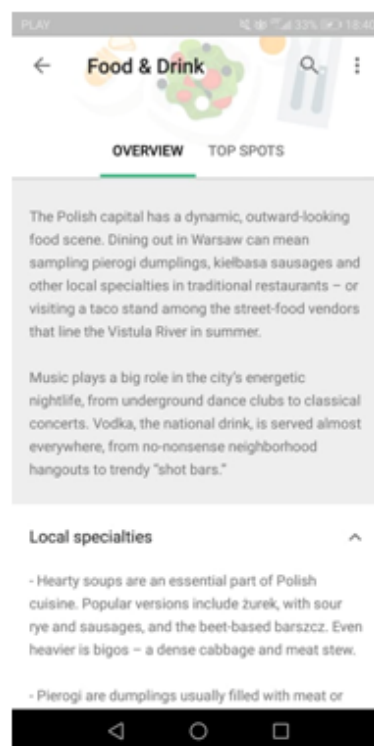 PLAY 33% 18:40
Food & Drink
OVERVIEW TOP SPOTS
The Polish capital has a dynamic, outward-looking
food scene. Dining out in Warsaw can mean
sampling pierogi dumplings, kiełbasa sausages and
other local specialties in traditional restaurants – or
visiting a taco stand among the street-food vendors
that line the Vistula River in summer.
Music plays a big role in the city's energetic
nightlife, from underground dance clubs to classical
concerts. Vodka, the national drink, is served almost
everywhere, from no-nonsense neighborhood
hangouts to trendy “shot bars.”
Local specialties
- Hearty soups are an essential part of Polish
cuisine. Popular versions include żurek, with sour
rye and sausages, and the beet-based barszcz. Even
heavier is bigos – a dense cabbage and meat stew.
- Pierogi are dumplings usually filled with meat or